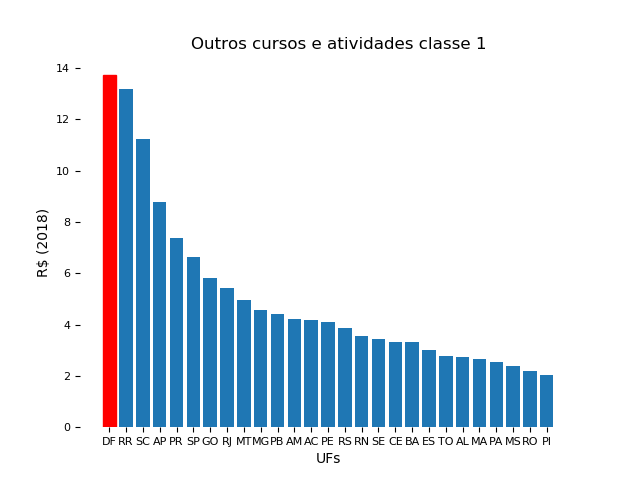 Outros cursos e atividades classe 1
R$ (2018)
14
12
10
8
6
4
2
0
DF RR SC AP PR SP GO RJ MT MG PB AM AC PE RS RN SE CE BA ES TO AL MA PA MS RO PI
UFs